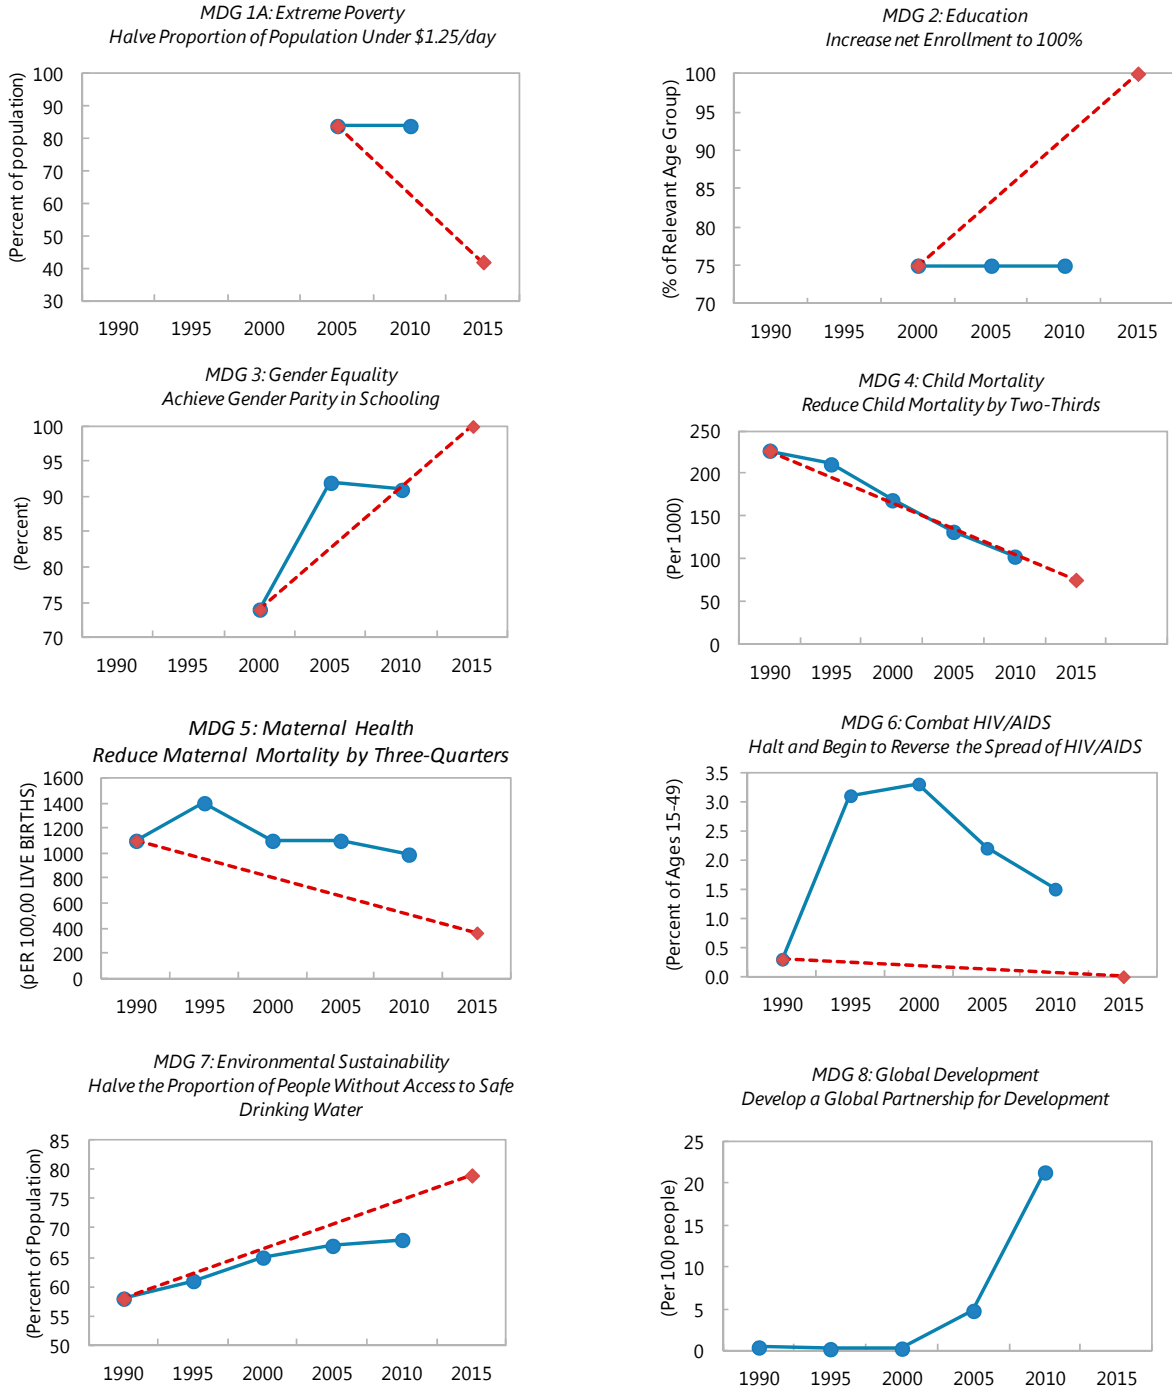 MDG 1A: Extreme Poverty
Halve Proportion of Population Under $1.25/day
(Percent of population)
100
90
80
70
60
50
40
30
1990 1995 2000 2005 2010 2015
MDG 2: Education
Increase net Enrollment to 100%
(% of Relevant Age Group)
100
95
90
85
80
75
70
1990 1995 2000 2005 2010 2015
MDG 3: Gender Equality
Achieve Gender Parity in Schooling
(Percent)
100
95
90
85
80
75
70
1990 1995 2000 2005 2010 2015
MDG 4: Child Mortality
Reduce Child Mortality by Two-Thirds
(Per 1000)
250
200
150
100
50
0
1990 1995 2000 2005 2010 2015
MDG 5: Maternal Health
Reduce Maternal Mortality by Three-Quarters
(pER 100,00 LIVE BIRTHS)
1600
1400
1200
1000
800
600
400
200
0
1990 1995 2000 2005 2010 2015
MDG 6: Combat HIV/AIDS
Halt and Begin to Reverse the Spread of HIV/AIDS
(Percent of Ages 15-49)
3.5
3.0
2.5
2.0
1.5
1.0
0.5
0.0
1990 1995 2000 2005 2010 2015
MDG 7: Environmental Sustainability
Halve the Proportion of People Without Access to Safe
Drinking Water
(Percent of Population)
85
80
75
70
65
60
55
50
1990 1995 2000 2005 2010 2015
MDG 8: Global Development
Develop a Global Partnership for Development
(Per 100 people)
25
20
15
10
5
0
1990 1995 2000 2005 2010 2015